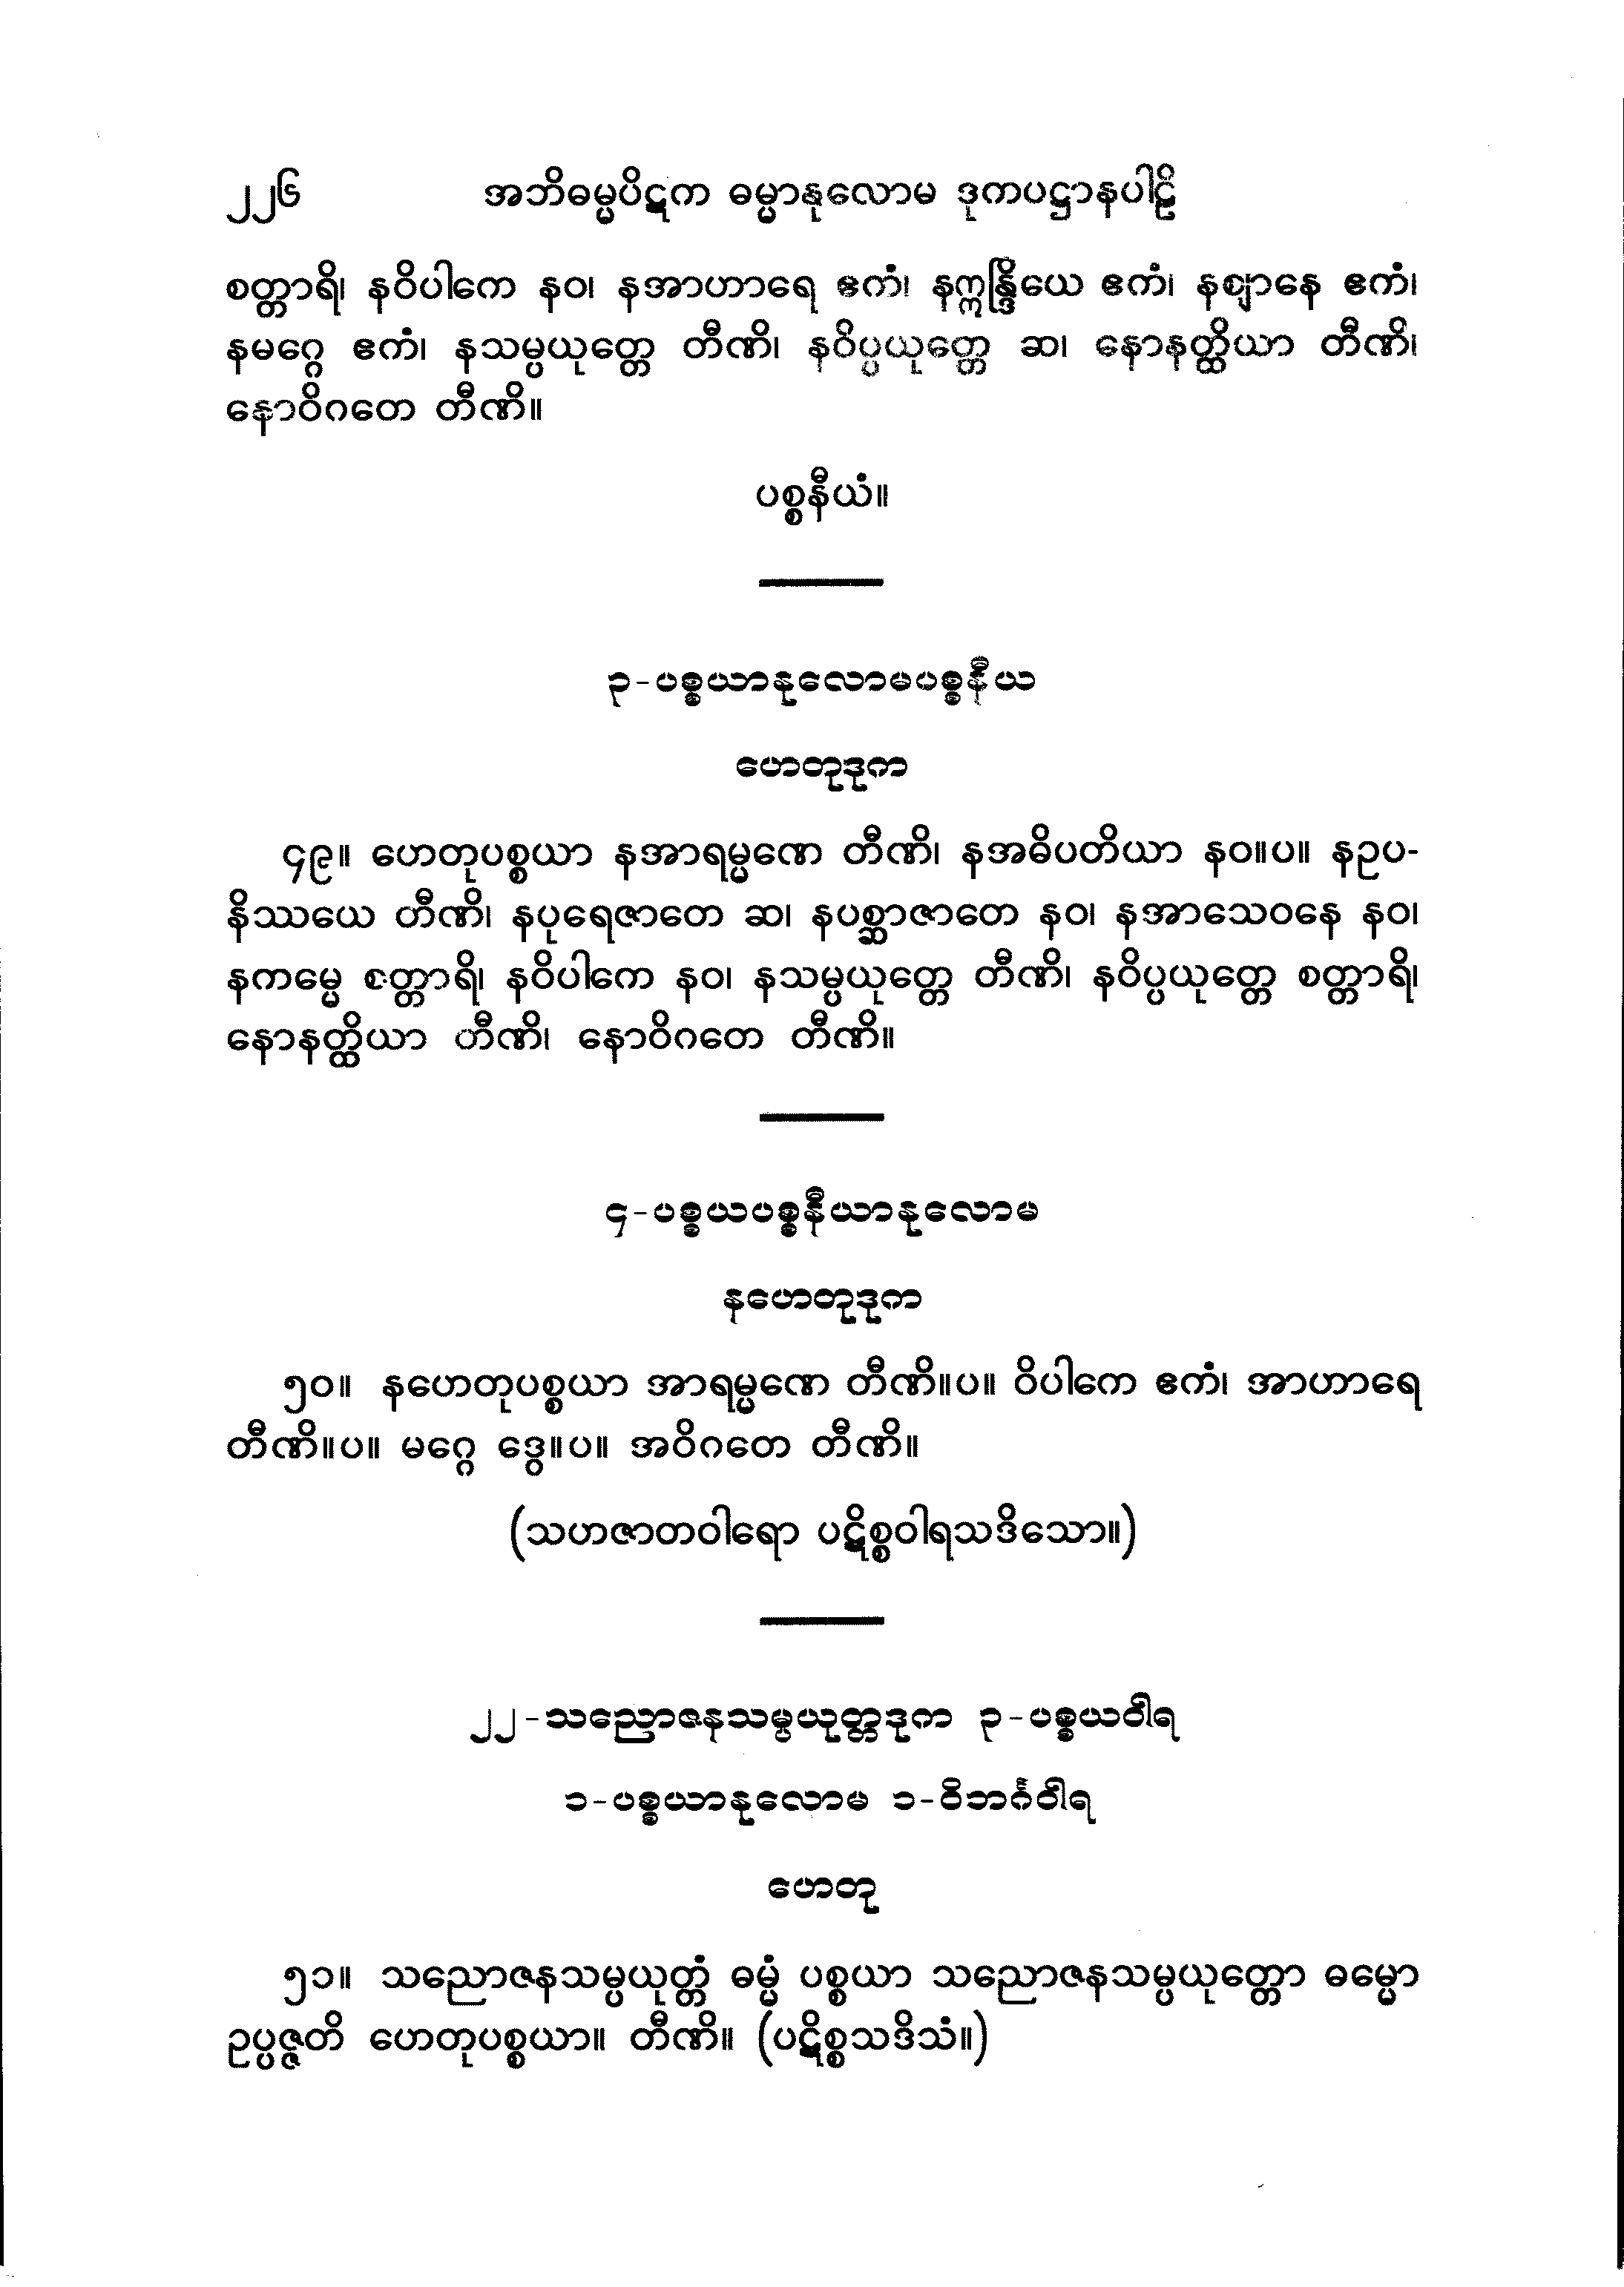 ၂၂၆ အဘိဓမ္မပိဋက ဓမ္မာနုလောမ ဒုကပဋ္ဌာနပါဠိ
စတ္တာရိ၊ နဝိပါကေ နဝ၊ နအာဟာရေ ဧကံ၊ နဣန္ဒြိယေ ဧကံ၊ နဈာနေ ဧကံ၊
နမဂ္ဂေ ဧကံ၊ နသမ္ပယုတ္တေ တီဏိ၊ နဝိပ္ပယုတ္တေ ဆ၊ နောနတ္ထိယာ တီဏိ၊
နောဝိဂတေ တီဏိ။
ပစ္စနီယံ။
၃-ပစ္စယာနုလောမပစ္စနီယ
ဟေတုဒုက
၄၉။ ဟေတုပစ္စယာ နအာရမ္မဏေ တီဏိ၊ နအဓိပတိယာ နဝ။ပ။ နဥပ-
နိဿယေ တီဏိ၊ နပုရေဇာတေ ဆ၊ နပစ္ဆာဇာတေ နဝ၊ နအာသေဝနေ နဝ၊
နကမ္မေ စတ္တာရိ၊ နဝိပါကေ နဝ၊ နသမ္ပယုတ္တေ တီဏိ၊ နဝိပ္ပယုတ္တေ စတ္တာရိ၊
နောနတ္ထိယာ တီဏိ၊ နောဝိဂတေ တီဏိ။
၄-ပစ္စယပစ္စနီယာနုလောမ
နဟေတုဒုက
၅၀။ နဟေတုပစ္စယာ အာရမ္မဏေ တီဏိ။ပ။ ဝိပါကေ ဧကံ၊ အာဟာရေ
တီဏိ။ပ။ မဂ္ဂေ ဒွေ။ပ။ အဝိဂတေ တီဏိ။
(သဟဇာတဝါရော ပဋိစ္စဝါရသဒိသော။)
၂၂-သညောဇနသမ္ပယုတ္တဒုက ၃-ပစ္စယဝါရ
၁-ပစ္စယာနုလောမ ၁-ဝိဘင်္ဂဝါရ
ဟေတု
၅၁။ သညောဇနသမ္ပယုတ္တံ ဓမ္မံ ပစ္စယာ သညောဇနသမ္ပယုတ္တော ဓမ္မော
ဥပ္ပဇ္ဇတိ ဟေတုပစ္စယာ။ တီဏိ။ (ပဋိစ္စသဒိသံ။)